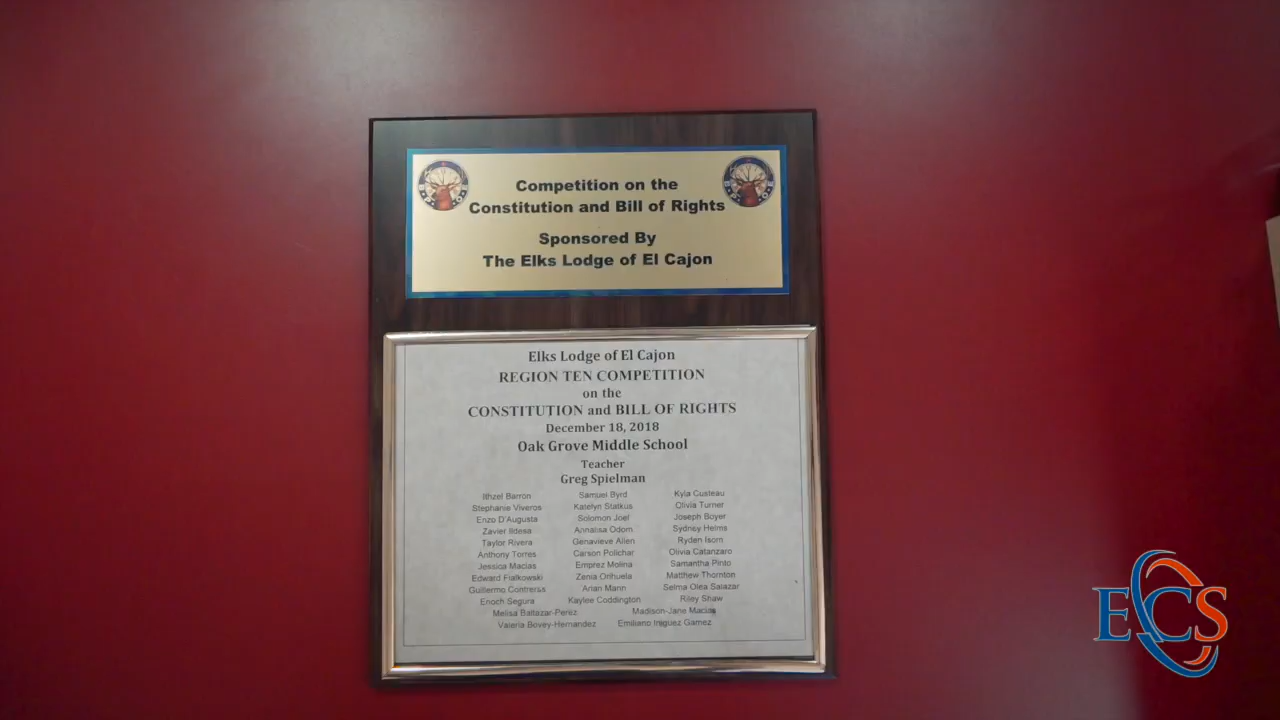 Competition on the
Constitution and Bill of Rights
Sponsored By
The Elks Lodge of El Cajon
Elks Lodge of El Cajon
REGION TEN COMPETITION
on the
CONSTITUTION and BILL OF RIGHTS
December 18, 2018
Oak Grove Middle School
Teacher
Greg Spielman
Ithzel Barron Samuel Byrd Kyla Custeau
Stephanie Viveros Katelyn Statkus Olivia Turner
Enzo D'Augusta Solomon Joel Joseph Boyer
Zavier Ildesa Annalisa Odom Sydney Helms
Taylor Rivera Genavieve Allen Ryden Isom
Anthony Torres Carson Polichar Olivia Catanzaro
Jessica Macias Emprez Molina Samantha Pinto
Edward Fialkowski Zenia Orihuela Matthew Thornton
Guillermo Contreras Arian Marin Selma Olea Salazar
Enoch Segura Kaylee Coddington Riley Shaw
Melisa Baltazar-Perez Madison-Jane Macias
Valeria Bovey-Hernandez Emiliano Iniguez Gamez
ECS